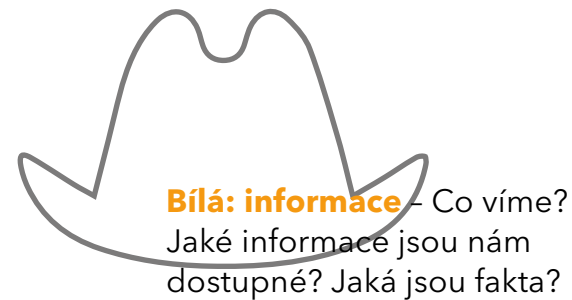 Bílá: informace – Co víme?
Jaké informace jsou nám
dostupné? Jaká jsou fakta?